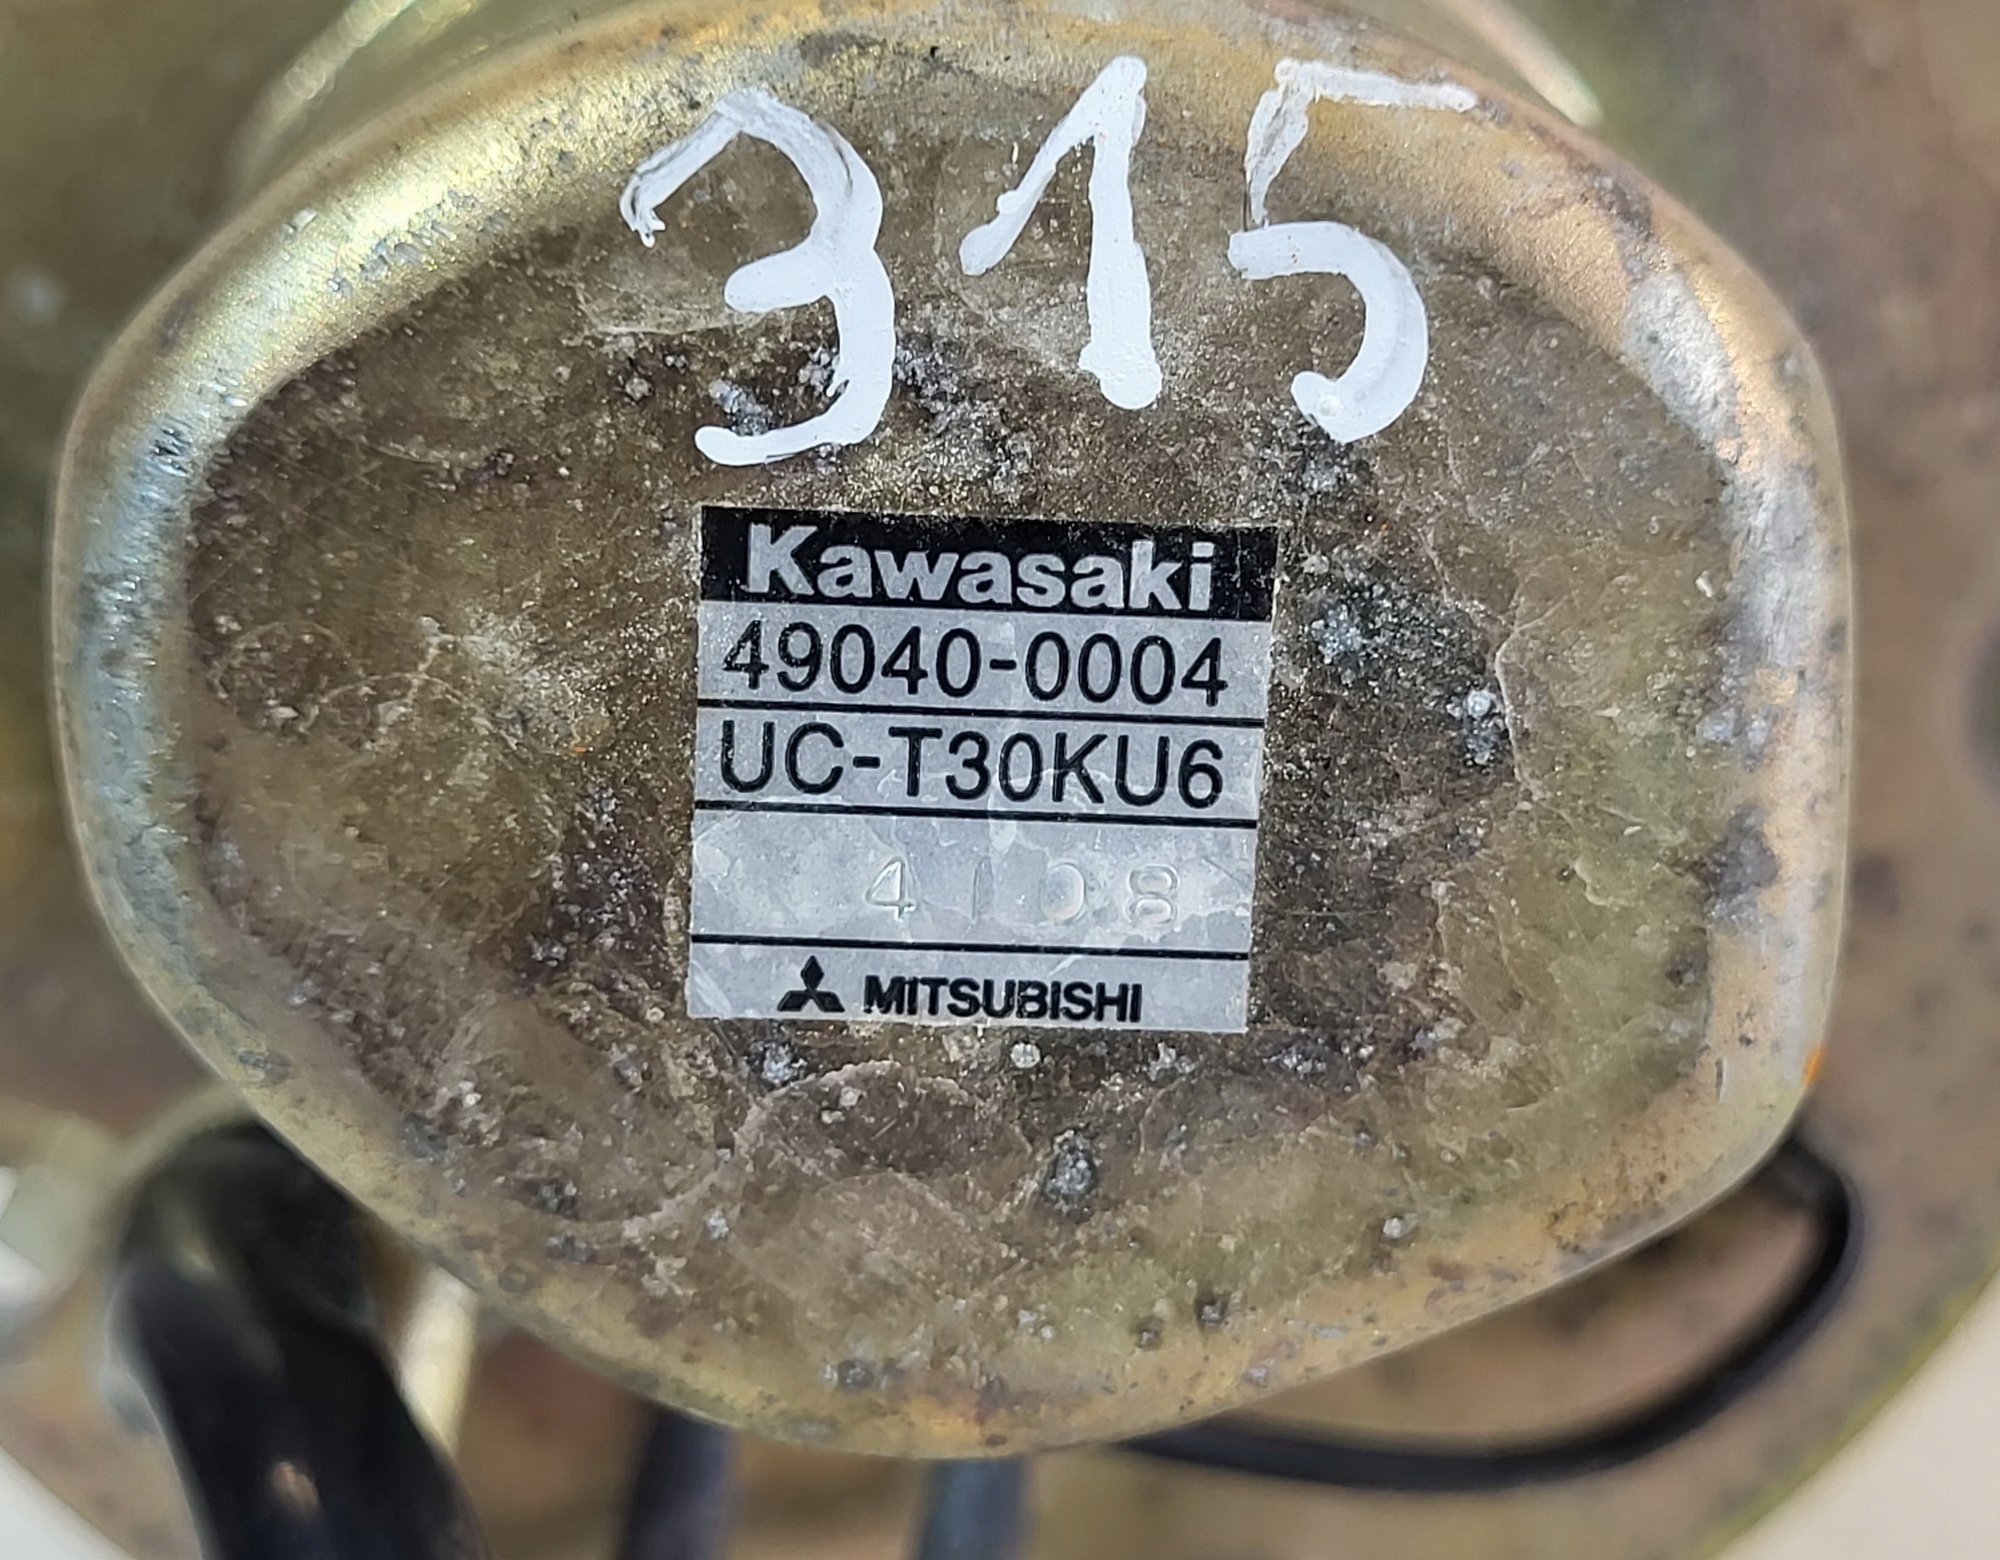 315
Kawasaki
49040-0004
UC-T30KU6
4108
MITSUBISHI